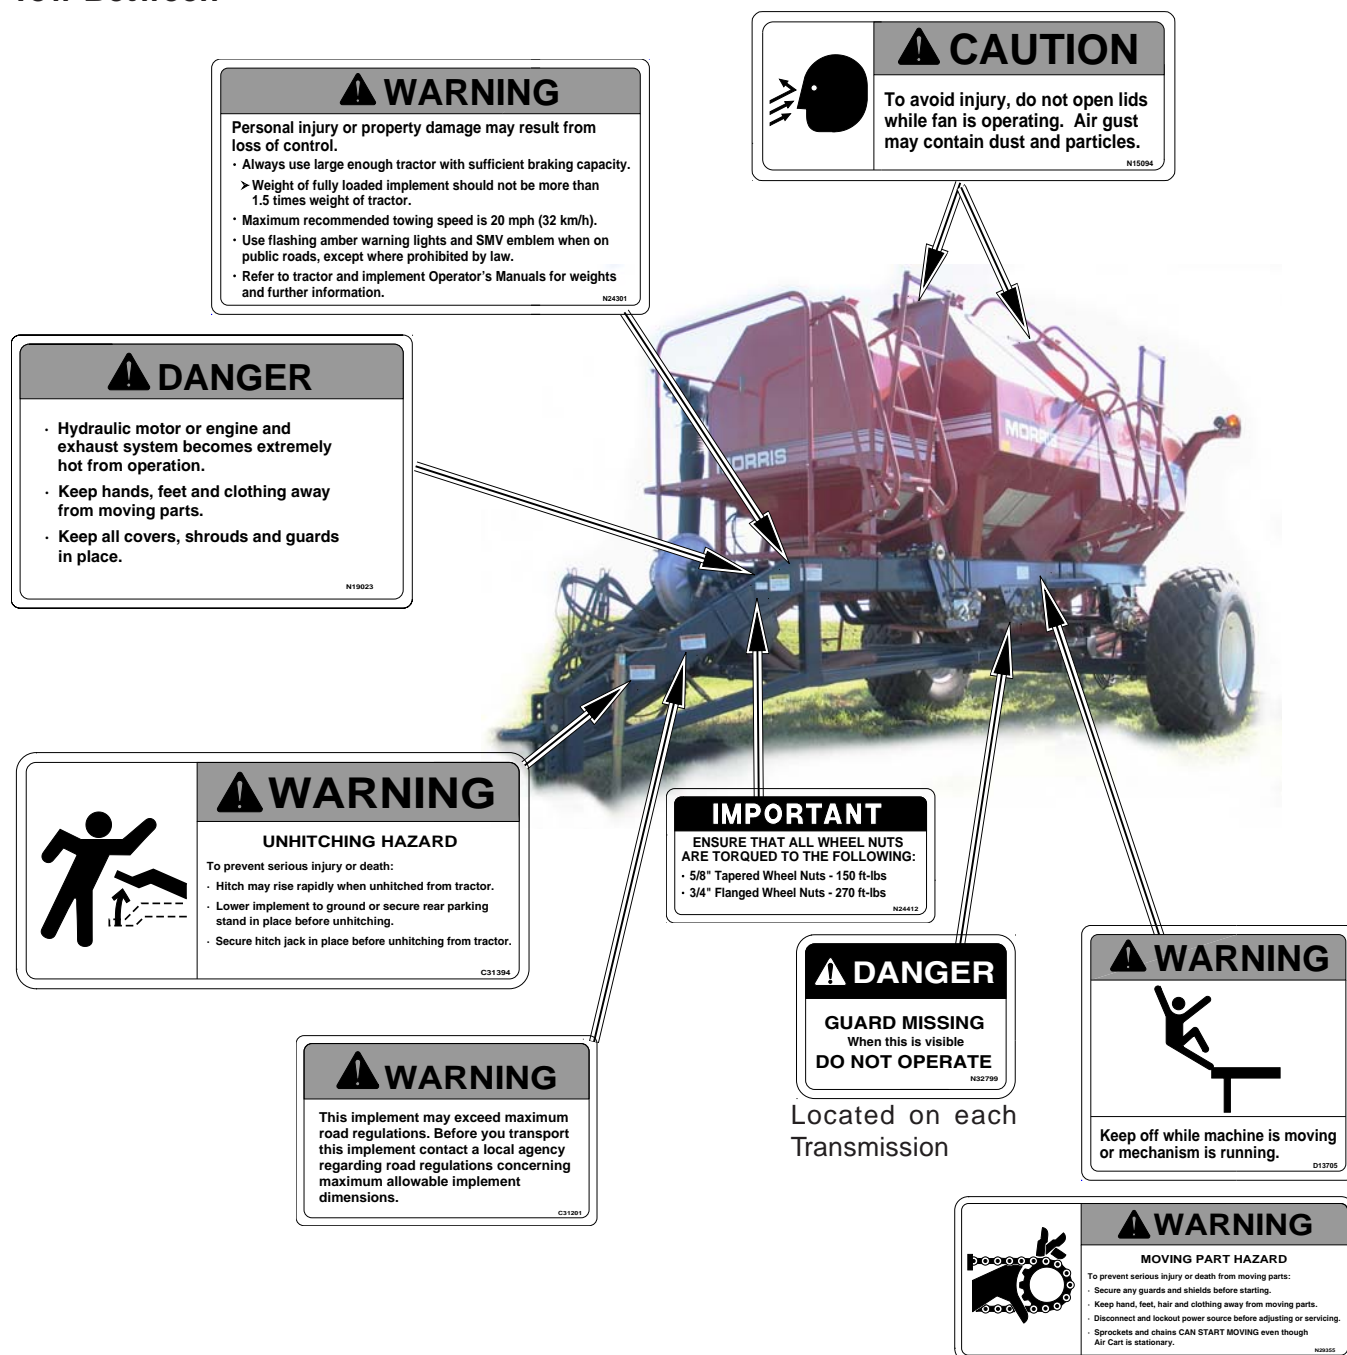 Tow Between
CAUTION
To avoid injury, do not open lids
while fan is operating. Air gust
may contain dust and particles.
N15094
WARNING
Personal injury or property damage may result from
loss of control.
· Always use large enough tractor with sufficient braking capacity.
➤ Weight of fully loaded implement should not be more than
1.5 times weight of tractor.
· Maximum recommended towing speed is 20 mph (32 km/h).
· Use flashing amber warning lights and SMV emblem when on
public roads, except where prohibited by law.
· Refer to tractor and implement Operator's Manuals for weights
and further information.
N24301
DANGER
· Hydraulic motor or engine and
exhaust system becomes extremely
hot from operation.
· Keep hands, feet and clothing away
from moving parts.
· Keep all covers, shrouds and guards
in place.
N19023
MORRIS
MORRIS
WARNING
UNHITCHING HAZARD
To prevent serious injury or death:
· Hitch may rise rapidly when unhitched from tractor.
· Lower implement to ground or secure rear parking
stand in place before unhitching.
· Secure hitch jack in place before unhitching from tractor.
C31394
IMPORTANT
ENSURE THAT ALL WHEEL NUTS
ARE TORQUED TO THE FOLLOWING:
· 5/8" Tapered Wheel Nuts - 150 ft-lbs
· 3/4" Flanged Wheel Nuts - 270 ft-lbs
N24412
DANGER
GUARD MISSING
When this is visible
DO NOT OPERATE
N32799
Located on each
Transmission
WARNING
Keep off while machine is moving
or mechanism is running.
D13705
WARNING
This implement may exceed maximum
road regulations. Before you transport
this implement contact a local agency
regarding road regulations concerning
maximum allowable implement
dimensions.
C31201
WARNING
MOVING PART HAZARD
To prevent serious injury or death from moving parts:
· Secure any guards and shields before starting.
· Keep hand, feet, hair and clothing away from moving parts.
· Disconnect and lockout power source before adjusting or servicing.
· Sprockets and chains CAN START MOVING even though
Air Cart is stationary.
N29355